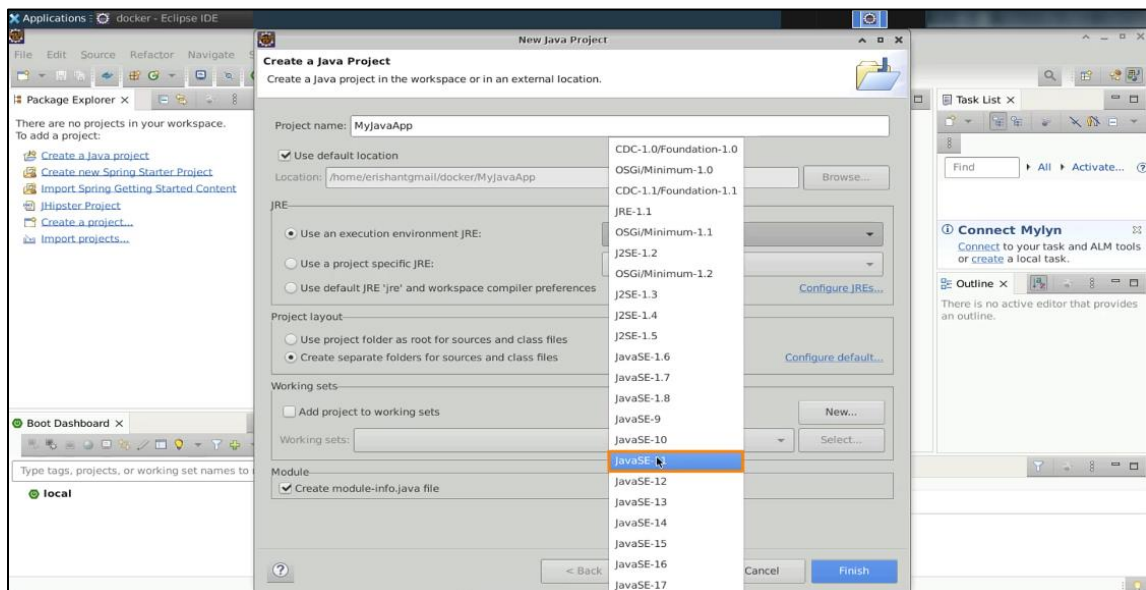 Applications : docker - Eclipse IDE
File Edit Source Refactor Navigate
New Java Project
Create a Java Project
Create a Java project in the workspace or in an external location.
Package Explorer
There are no projects in your workspace.
To add a project:
Create a Java project
Create new Spring Starter Project
Import Spring Getting Started Content
JHipster Project
Create a project...
Import projects...
Project name: MyJavaApp
Use default location
Location: /home/erishantgmail/docker/MyJavaApp
Browse...
JRE
Use an execution environment JRE:
Use a project specific JRE:
Use default JRE 'jre' and workspace compiler preferences
Configure JREs...
Project layout
Use project folder as root for sources and class files
Create separate folders for sources and class files
Configure default...
Working sets
Add project to working sets
New...
Working sets:
Select...
Module
Create module-info.java file
< Back
Cancel
Finish
CDC-1.0/Foundation-1.0
OSGi/Minimum-1.0
CDC-1.1/Foundation-1.1
JRE-1.1
OSGi/Minimum-1.1
J2SE-1.2
OSGi/Minimum-1.2
J2SE-1.3
J2SE-1.4
J2SE-1.5
JavaSE-1.6
JavaSE-1.7
JavaSE-1.8
JavaSE-9
JavaSE-10
JavaSE-11
JavaSE-12
JavaSE-13
JavaSE-14
JavaSE-15
JavaSE-16
JavaSE-17
Boot Dashboard
Type tags, projects, or working set names to
local
Task List
Find
All
Activate...
Connect Mylyn
Connect to your task and ALM tools
or create a local task.
Outline
There is no active editor that provides
an outline.